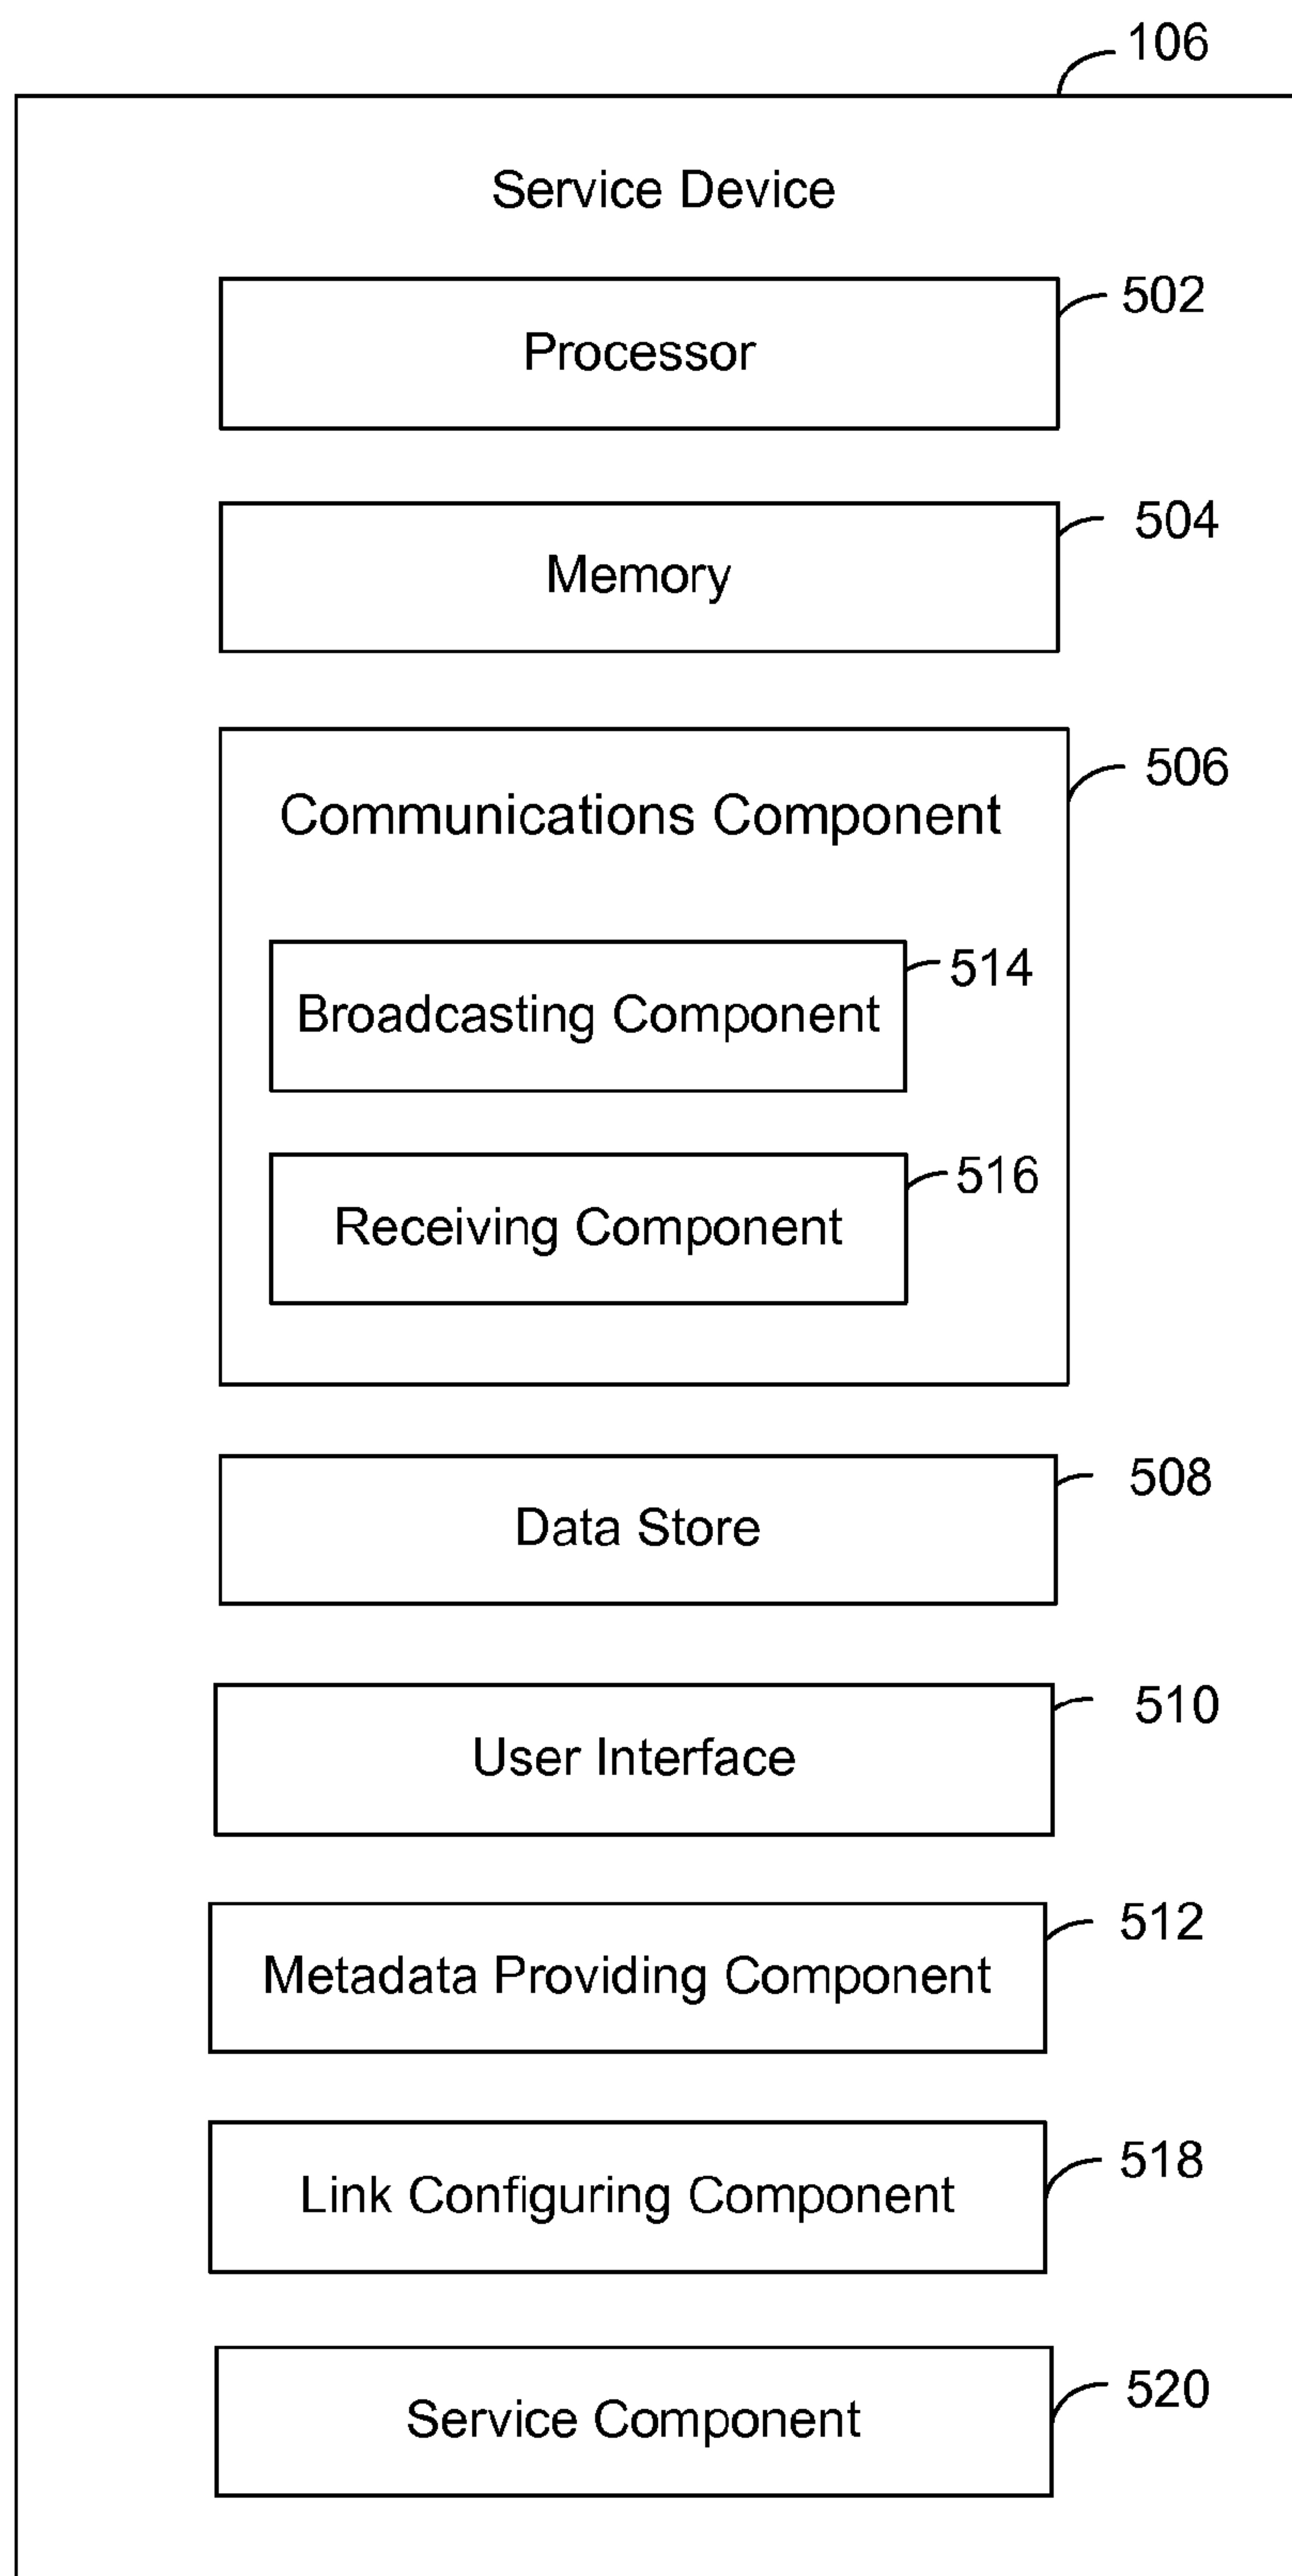 106
Service Device
502
Processor
504
Memory
506
Communications Component
514
Broadcasting Component
516
Receiving Component
508
Data Store
510
User Interface
512
Metadata Providing Component
518
Link Configuring Component
520
Service Component